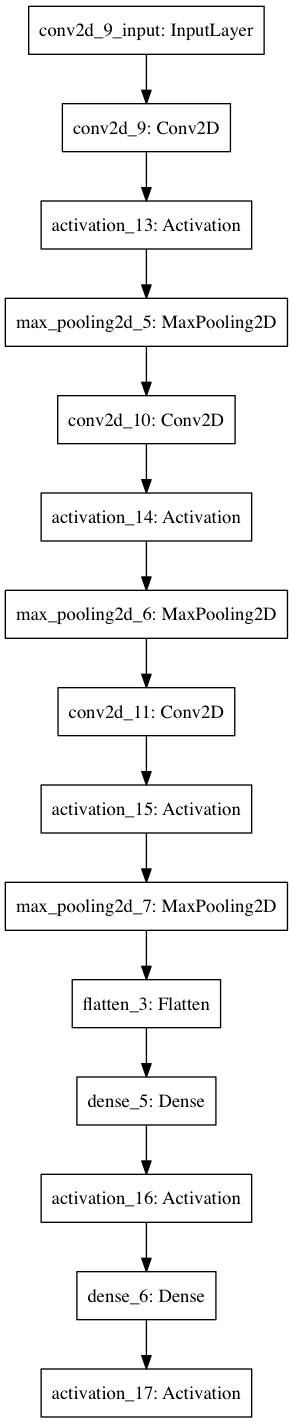 conv2d_9_input: InputLayer
conv2d_9: Conv2D
activation_13: Activation
max_pooling2d_5: MaxPooling2D
conv2d_10: Conv2D
activation_14: Activation
max_pooling2d_6: MaxPooling2D
conv2d_11: Conv2D
activation_15: Activation
max_pooling2d_7: MaxPooling2D
flatten_3: Flatten
dense_5: Dense
activation_16: Activation
dense_6: Dense
activation_17: Activation